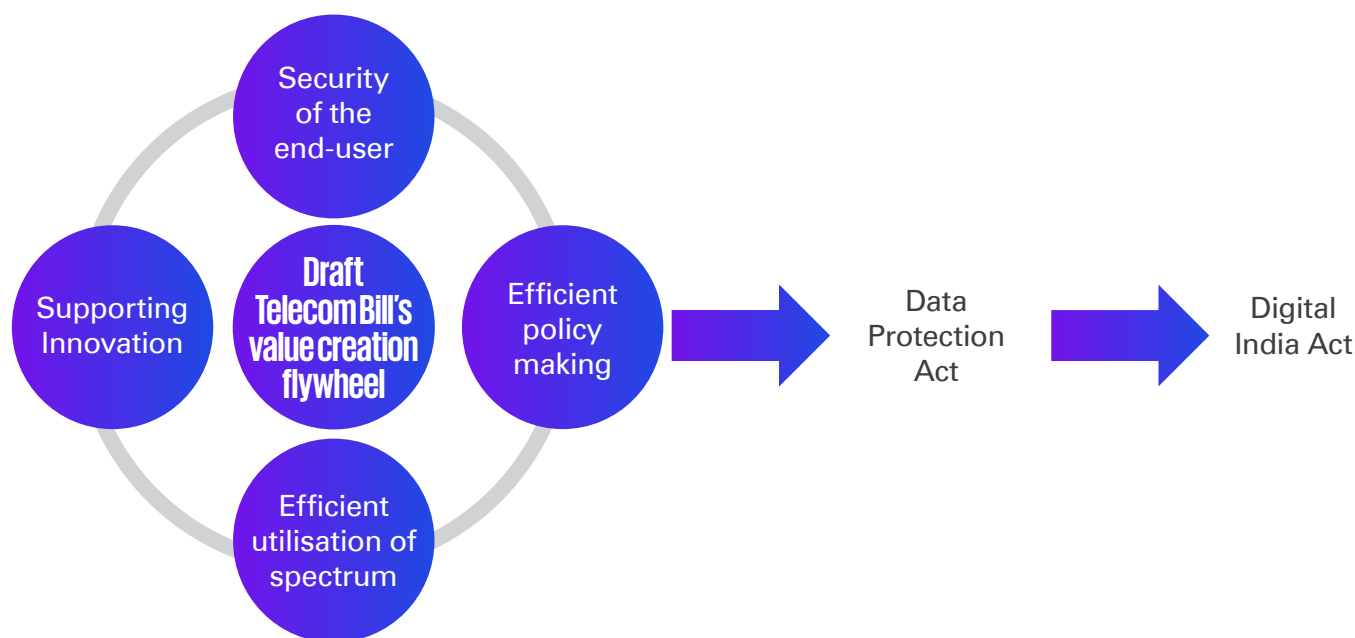 Security
of the
end-user
Supporting
Innovation
Draft
Telecom Bill's
value creation
flywheel
Efficient
policy
making
Data
Protection
Act
Digital
India Act
Efficient
utilisation of
spectrum